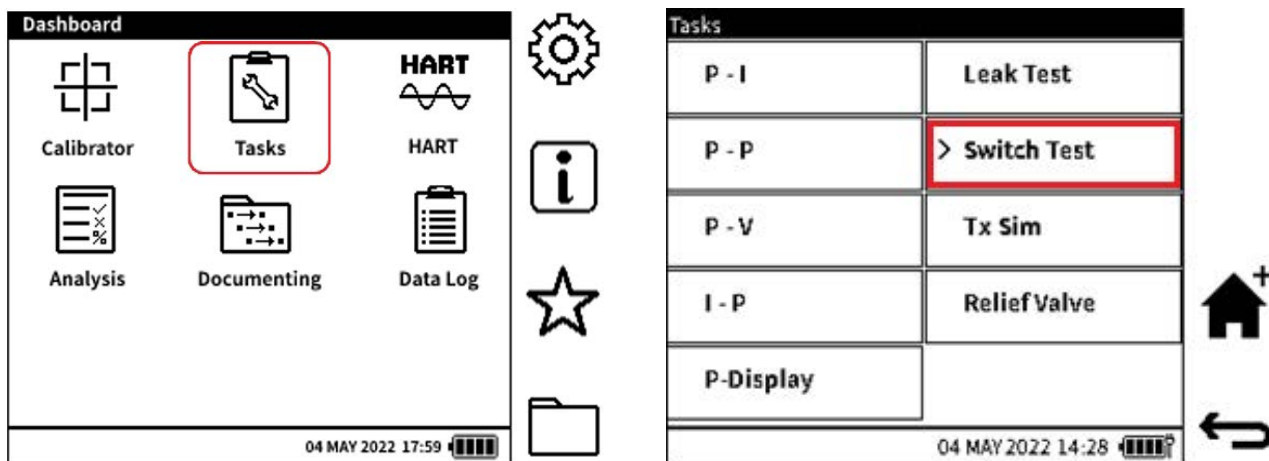 Dashboard
HART
Calibrator Tasks HART
Analysis Documenting Data Log
04 MAY 2022 17:59
Tasks
P - I Leak Test
P - P > Switch Test
P - V Tx Sim
I - P Relief Valve
P-Display
04 MAY 2022 14:28